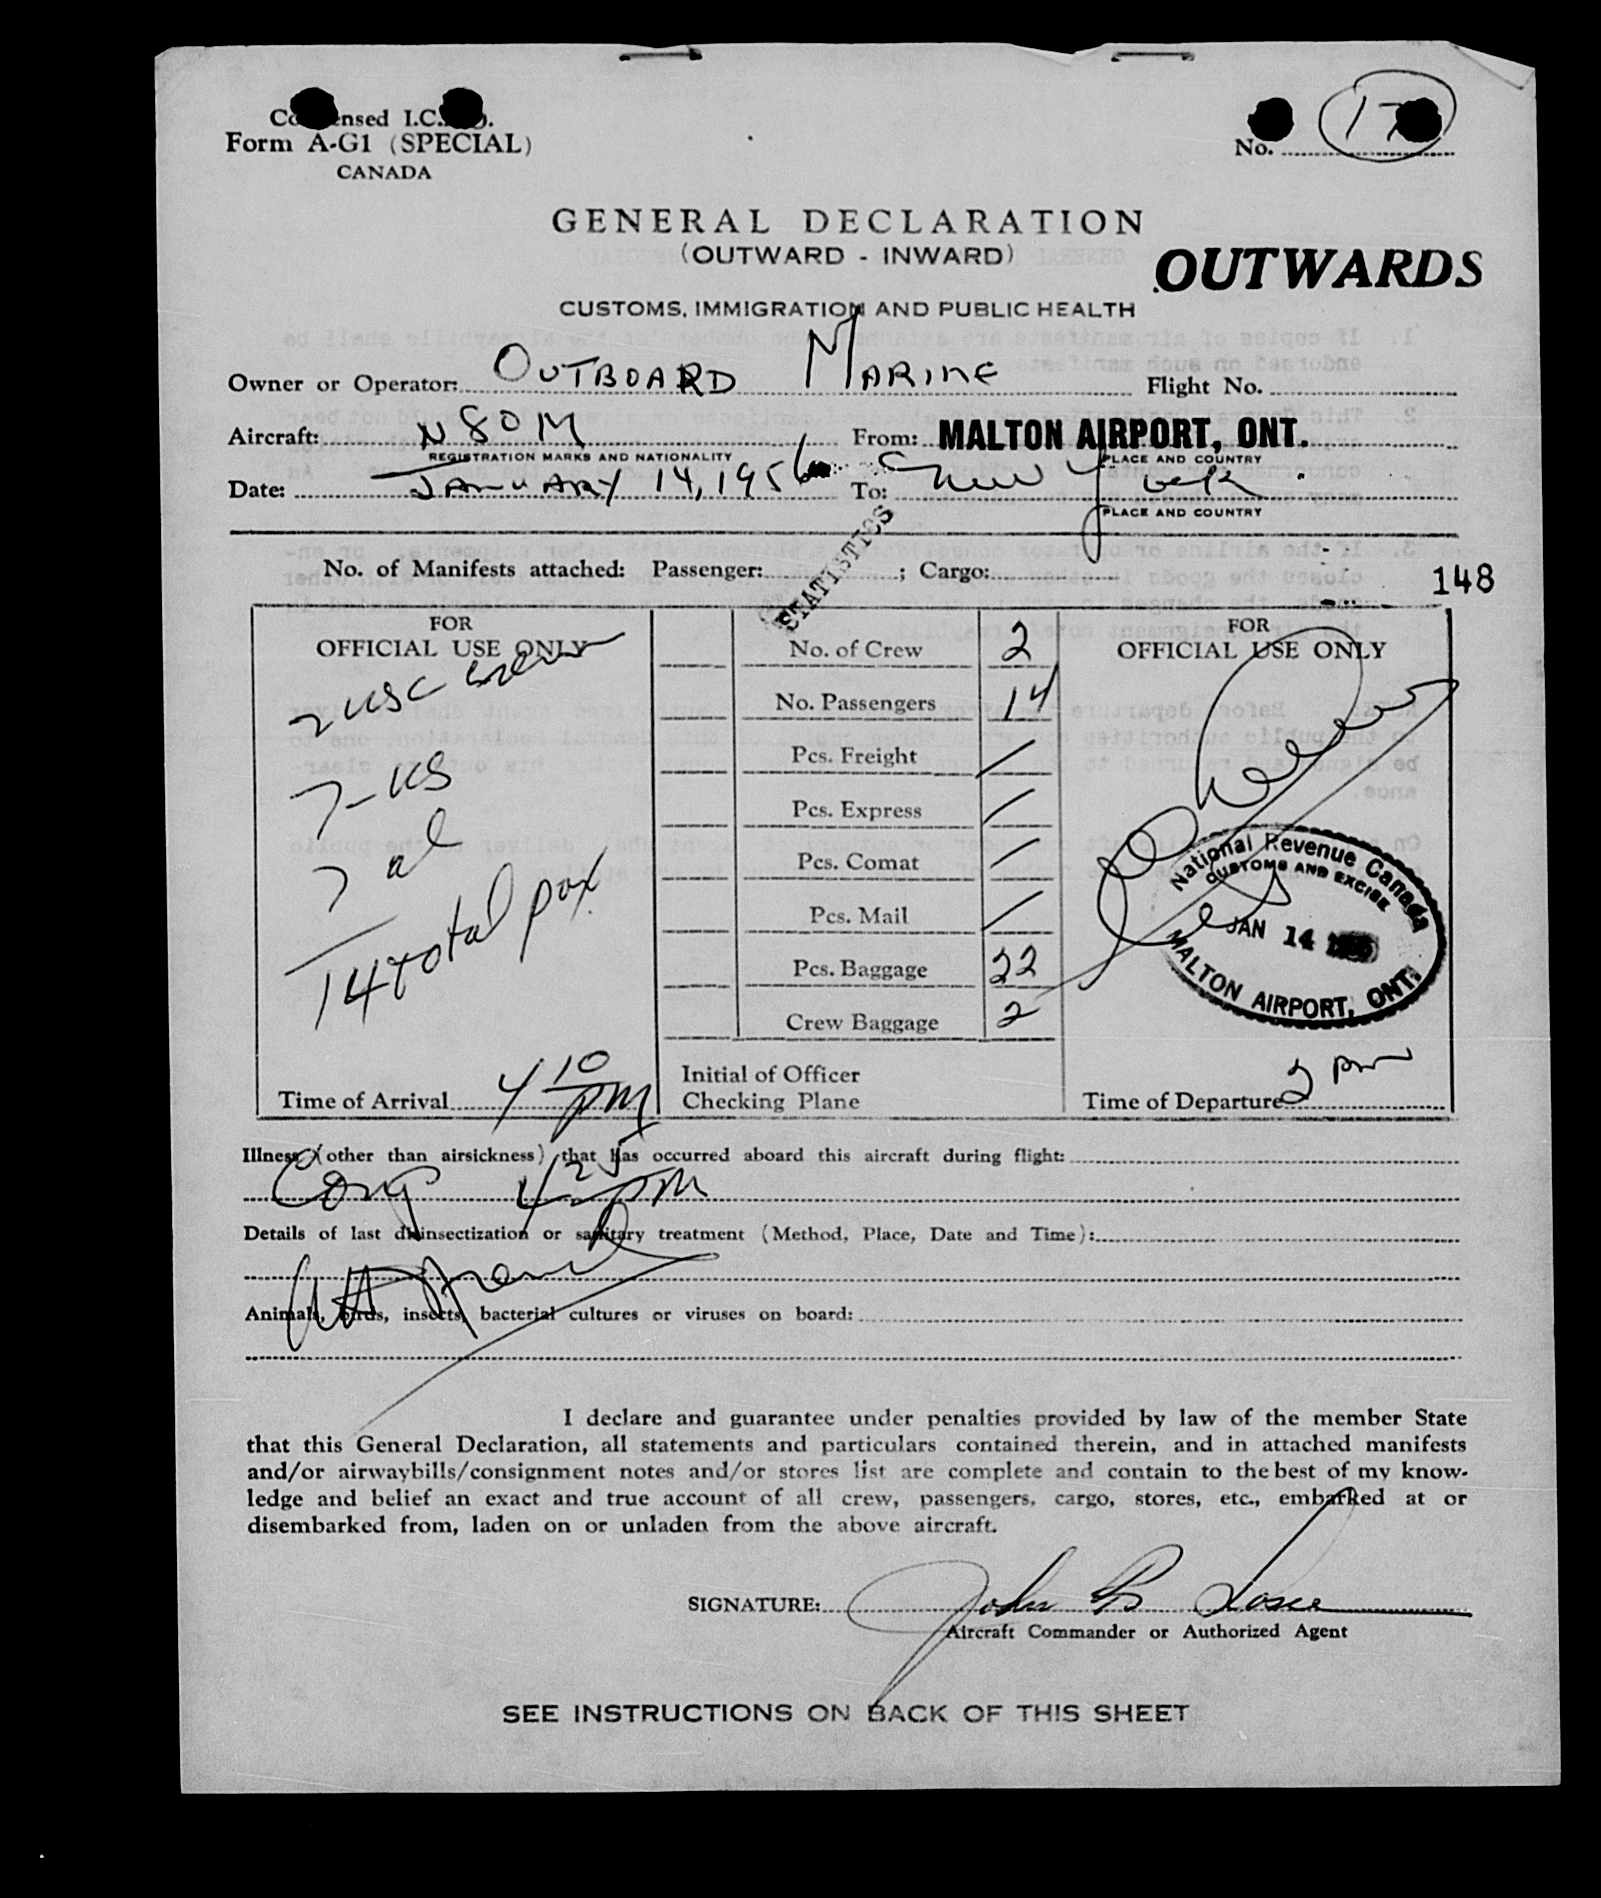 Condensed I.C.A.O.
Form A-G1 (SPECIAL)
CANADA
No. 17
GENERAL DECLARATION
(OUTWARD - INWARD)
OUTWARDS
CUSTOMS, IMMIGRATION AND PUBLIC HEALTH
Owner or Operator: OUTBOARD MARINE Flight No.
Aircraft: N80M From: MALTON AIRPORT, ONT.
REGISTRATION MARKS AND NATIONALITY PLACE AND COUNTRY
Date: JANUARY 14, 1956 To: New York.
PLACE AND COUNTRY
STATISTICS
No. of Manifests attached: Passenger: ; Cargo:
148
FOR
OFFICIAL USE ONLY
2 USC crew
7 - US
7 al
14 total pax
Time of Arrival 4 10 PM
No. of Crew 2
No. Passengers 14
Pcs. Freight /
Pcs. Express /
Pcs. Comat /
Pcs. Mail /
Pcs. Baggage 22
Crew Baggage 2
Initial of Officer
Checking Plane
FOR
OFFICIAL USE ONLY
National Revenue Canada
CUSTOMS AND EXCISE
JAN 14
MALTON AIRPORT, ONT.
Time of Departure 2 pm
Illness (other than airsickness) that has occurred aboard this aircraft during flight:
Comp 4 25 PM
Details of last disinsectization or sanitary treatment (Method, Place, Date and Time):
Animals, birds, insects, bacterial cultures or viruses on board:
I declare and guarantee under penalties provided by law of the member State
that this General Declaration, all statements and particulars contained therein, and in attached manifests
and/or airwaybills/consignment notes and/or stores list are complete and contain to the best of my know-
ledge and belief an exact and true account of all crew, passengers, cargo, stores, etc., embarked at or
disembarked from, laden on or unladen from the above aircraft.
SIGNATURE: John B
Aircraft Commander or Authorized Agent
SEE INSTRUCTIONS ON BACK OF THIS SHEET